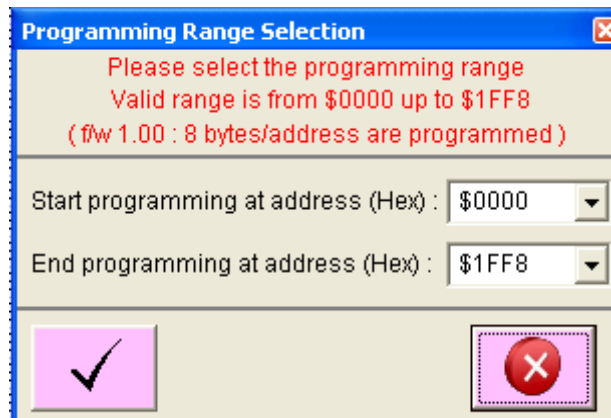 Programming Range Selection
Please select the programming range
Valid range is from $0000 up to $1FF8
( f/w 1.00 : 8 bytes/address are programmed )
Start programming at address (Hex) : $0000
End programming at address (Hex) : $1FF8